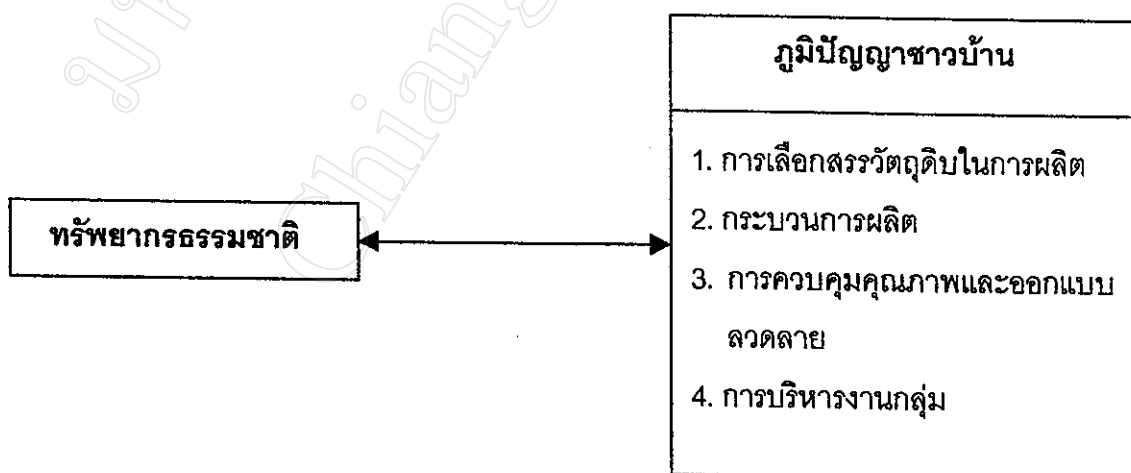 ภูมิปัญญาชาวบ้าน
1. การเลือกสรรวัตถุดิบในการผลิต
ทรัพยากรธรรมชาติ
2. กระบวนการผลิต
3. การควบคุมคุณภาพและออกแบบ
ลวดลาย
4. การบริหารงานกลุ่ม
Chiang